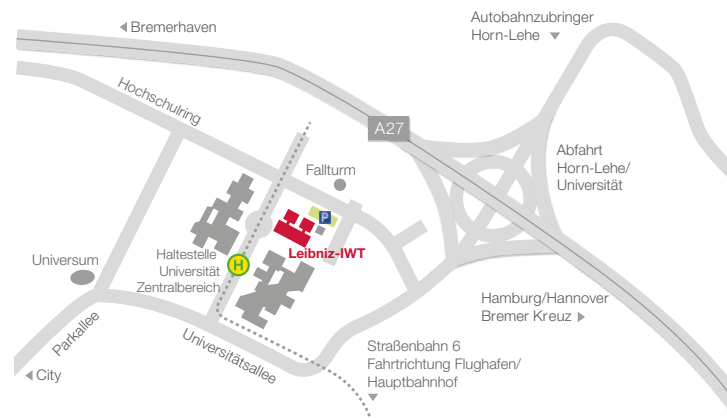 Bremerhaven
Autobahnzubringer
Horn-Lehe
Hochschulring
A27
Abfahrt
Horn-Lehe/
Universität
Fallturm
P
Leibniz-IWT
Haltestelle
Universität
Zentralbereich
H
Universum
Parkallee
City
Universitätsallee
Hamburg/Hannover
Bremer Kreuz
Straßenbahn 6
Fahrtrichtung Flughafen/
Hauptbahnhof